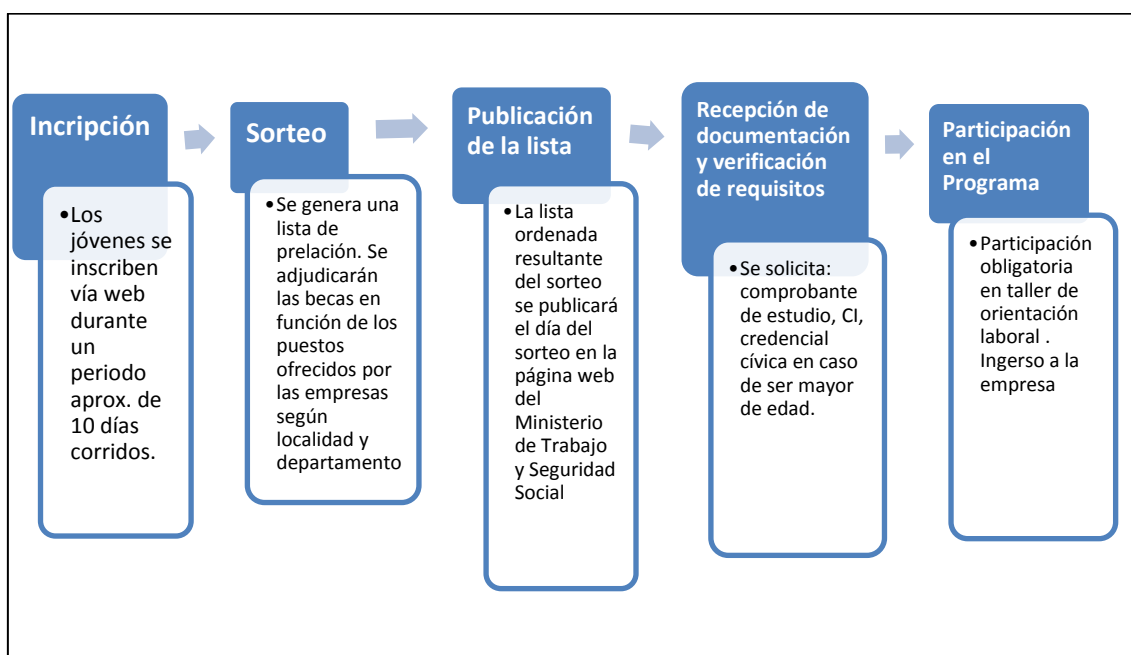 Incripción
•Los
jóvenes se
inscriben
vía web
durante
un
periodo
aprox. de
10 días
corridos.
Sorteo
•Se genera una
lista de
prelación. Se
adjudicarán
las becas en
función de los
puestos
ofrecidos por
las empresas
según
localidad y
departamento
Publicación
de la lista
•La lista
ordenada
resultante
del sorteo
se publicará
el día del
sorteo en la
página web
del
Ministerio
de Trabajo
y Seguridad
Social
Recepción de
documentación
y verificación
de requisitos
•Se solicita:
comprobante
de estudio, CI,
credencial
cívica en caso
de ser mayor
de edad.
Participación
en el
Programa
•Participación
obligatoria
en taller de
orientación
laboral .
Ingerso a la
empresa